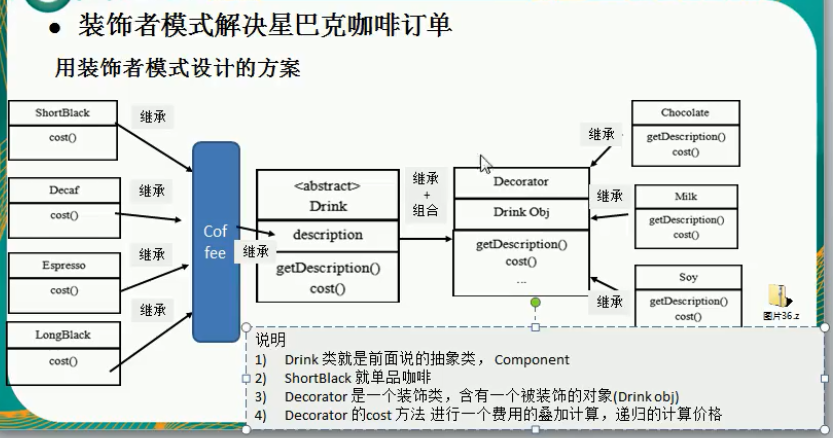 ● 装饰者模式解决星巴克咖啡订单
用装饰者模式设计的方案
ShortBlack
cost()
继承
Decaf
cost()
继承
Espresso
cost()
继承
LongBlack
cost()
继承
Cof
fee
继承
<abstract>
Drink
description
getDescription()
cost()
继承
+
组合
Decorator
Drink Obj
getDescription()
cost()
...
Chocolate
getDescription()
cost()
继承
Milk
getDescription()
cost()
继承
Soy
getDescription()
cost()
继承
图片36.z
说明
1) Drink 类就是前面说的抽象类， Component
2) ShortBlack 就单品咖啡
3) Decorator 是一个装饰类，含有一个被装饰的对象(Drink obj)
4) Decorator 的cost 方法 进行一个费用的叠加计算，递归的计算价格